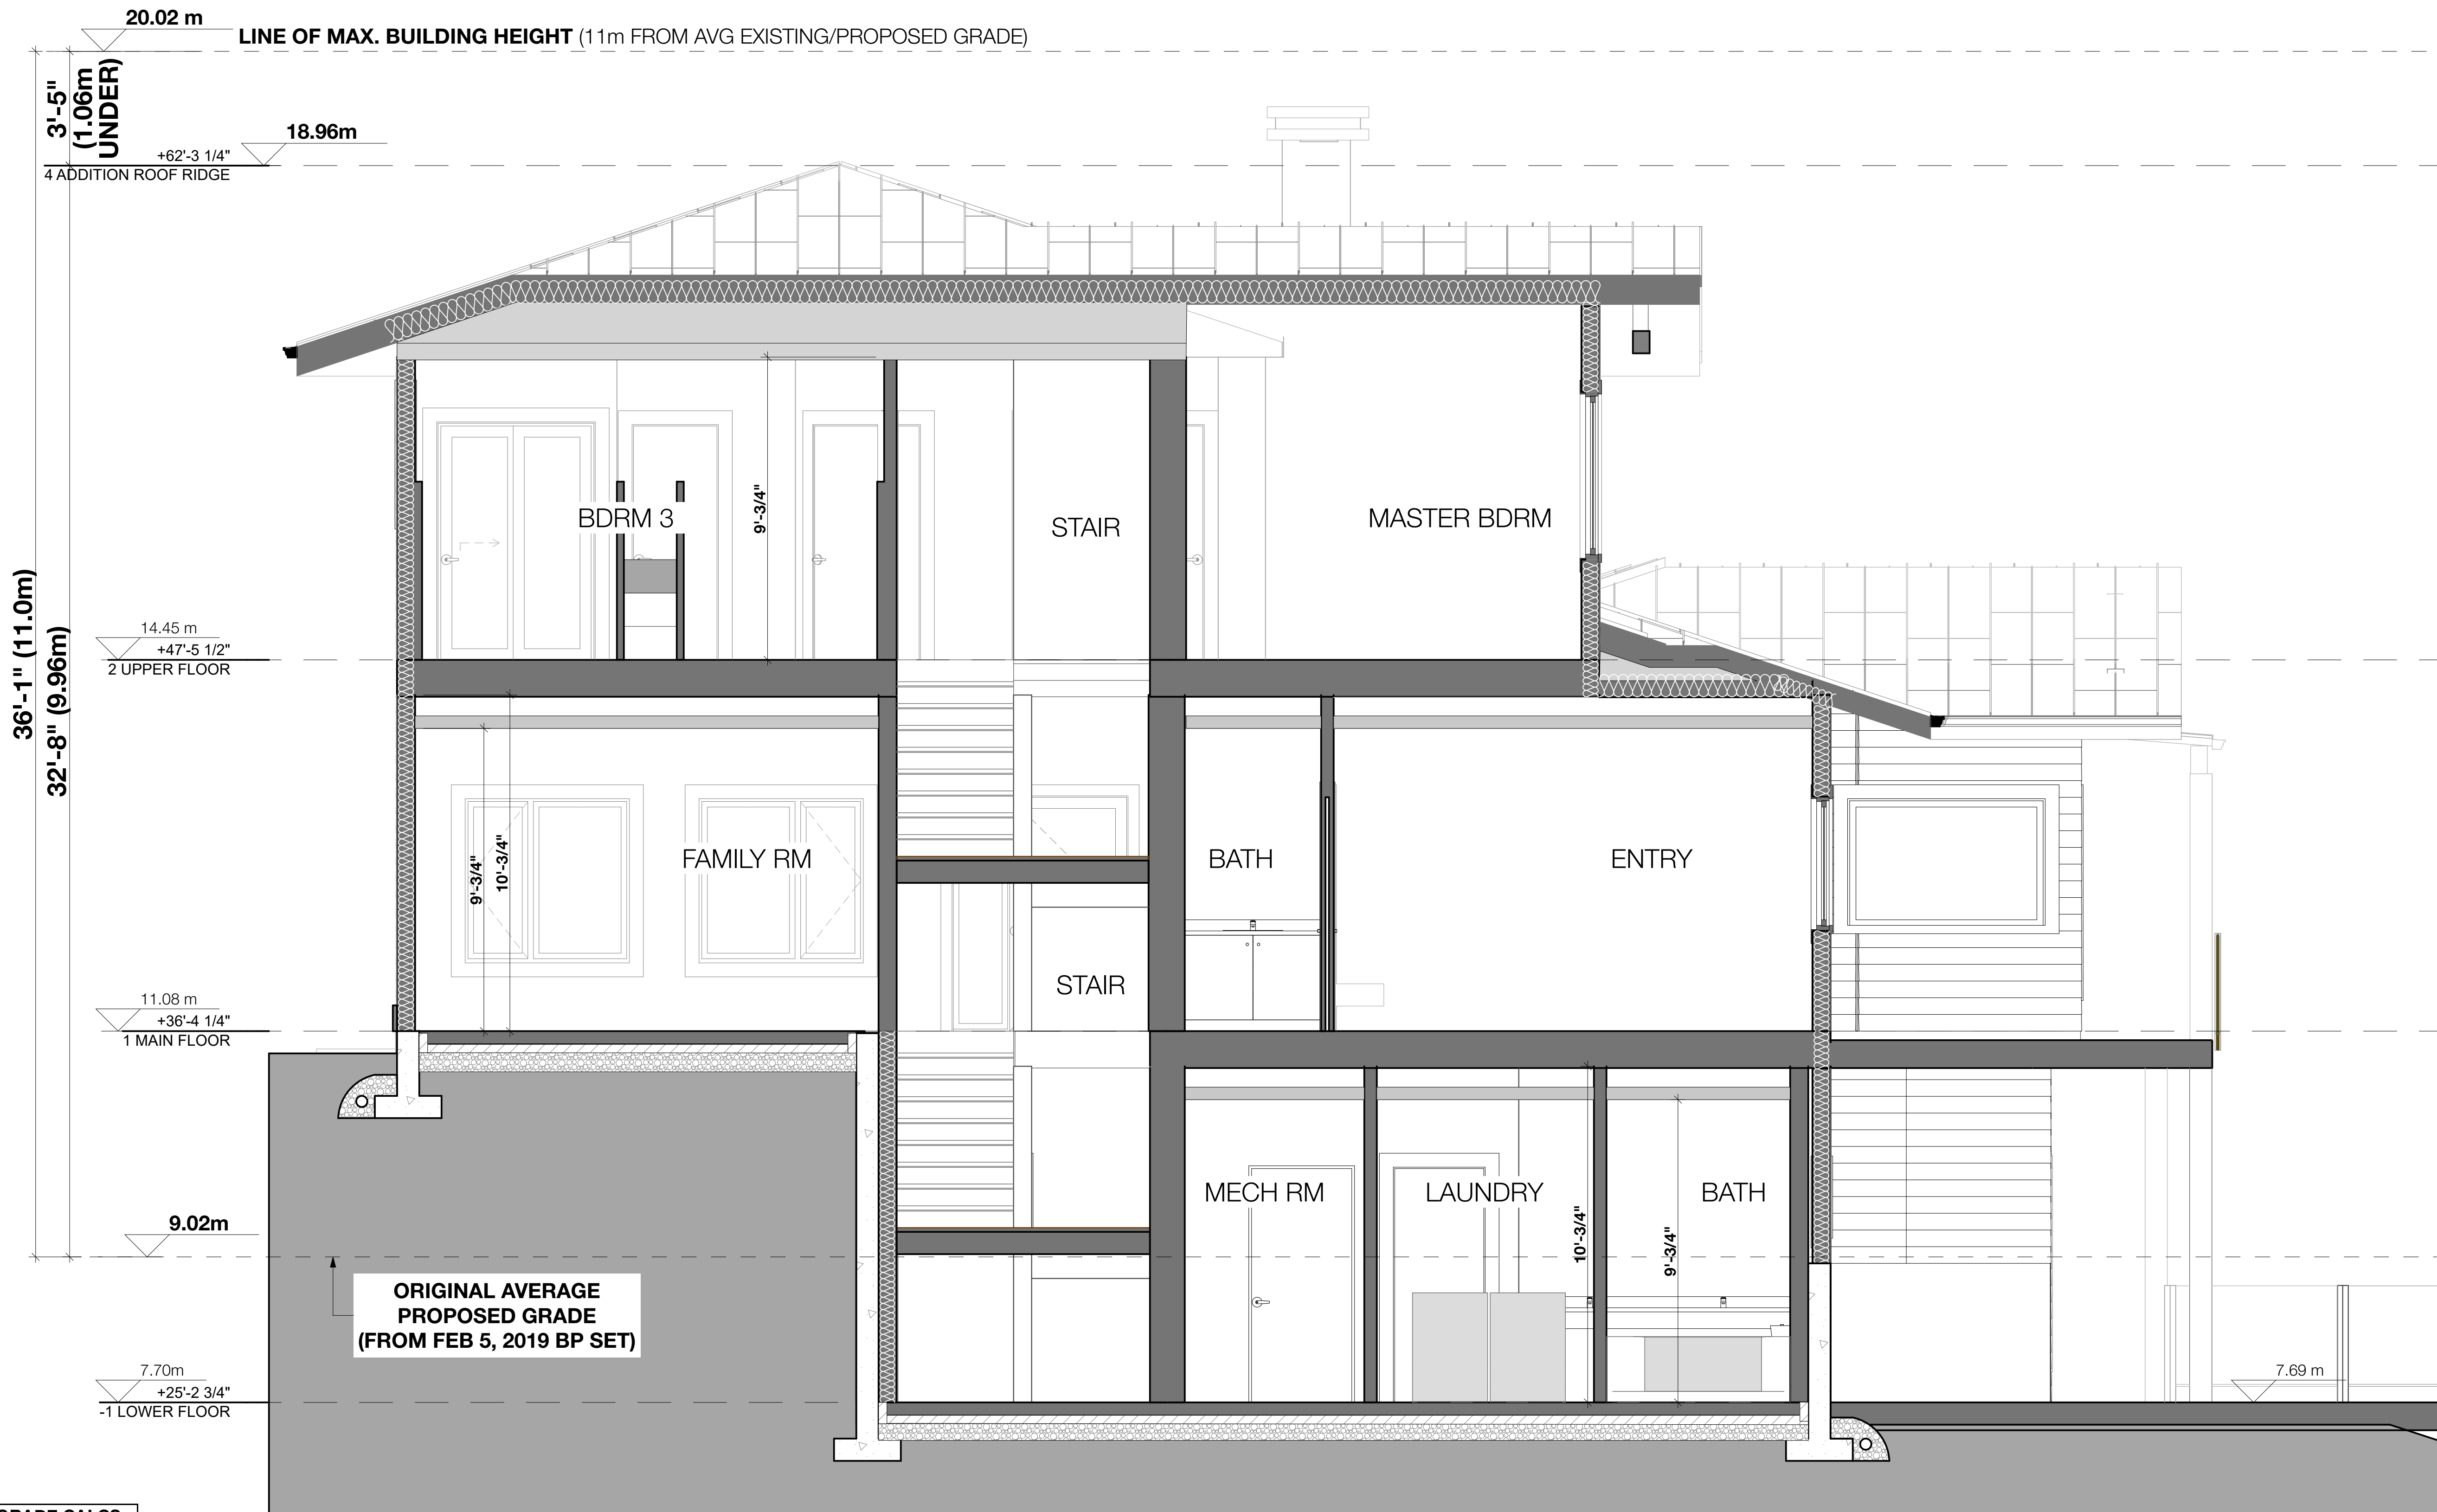 20.02 m
LINE OF MAX. BUILDING HEIGHT (11m FROM AVG EXISTING/PROPOSED GRADE)
3'-5"
(1.06m
UNDER)
18.96m
+62'-3 1/4"
4 ADDITION ROOF RIDGE
BDRM 3
9'-3/4"
STAIR
MASTER BDRM
36'-1" (11.0m)
32'-8" (9.96m)
14.45 m
+47'-5 1/2"
2 UPPER FLOOR
9'-3/4"
10'-3/4"
FAMILY RM
BATH
ENTRY
STAIR
11.08 m
+36'-4 1/4"
1 MAIN FLOOR
MECH RM
LAUNDRY
BATH
10'-3/4"
9'-3/4"
9.02m
ORIGINAL AVERAGE
PROPOSED GRADE
(FROM FEB 5, 2019 BP SET)
7.70m
+25'-2 3/4"
-1 LOWER FLOOR
7.69 m